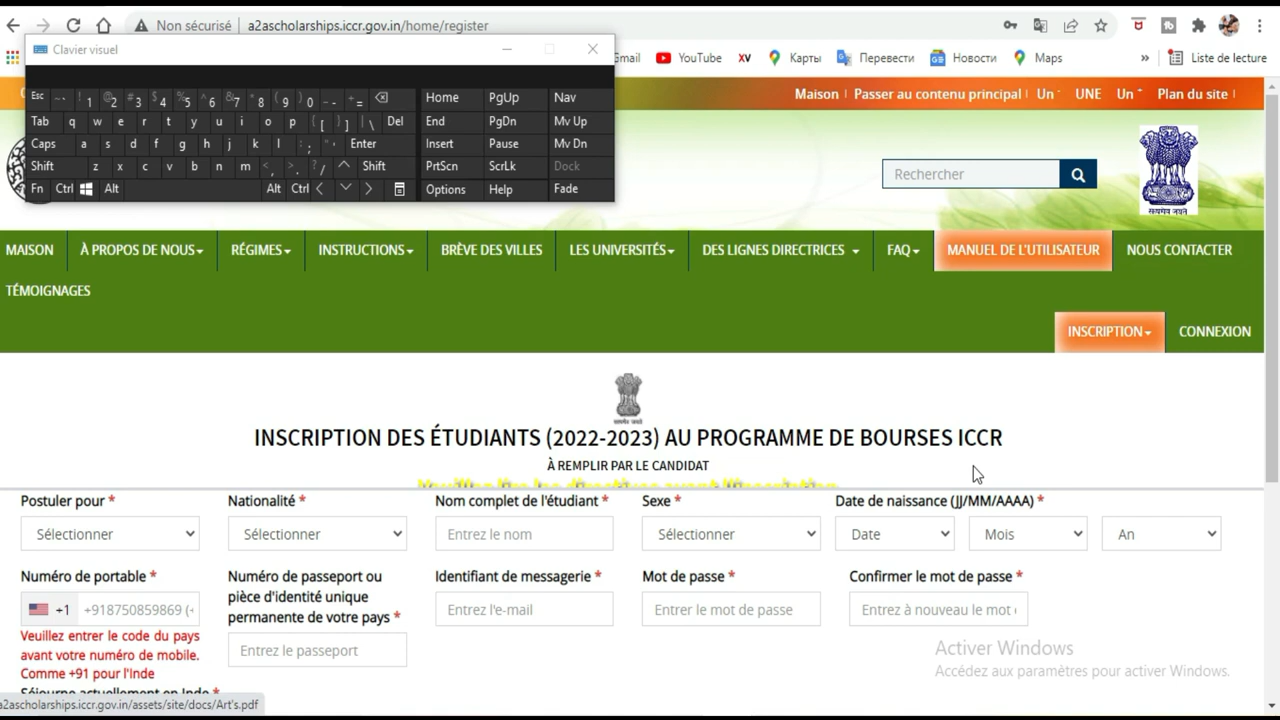 Non sécurisé a2ascholarships.iccr.gov.in/home/register
Clavier visuel
YouTube XV Карты Перевести Новости Maps » Liste de lecture
Esc ~` ! 1 @ 2 # 3 $ 4 % 5 ^ 6 & 7 * 8 ( 9 ) 0 _ - + = Home PgUp Nav
Tab q w e r t y u i o p { [ } ] | \ Del End PgDn Mv Up
Caps a s d f g h j k l : ; " ' Enter Insert Pause Mv Dn
Shift z x c v b n m < , > . ? / Shift PrtScn ScrLk Dock
Fn Ctrl Alt Alt Ctrl Options Help Fade
Maison | Passer au contenu principal | Un - UNE Un + Plan du site |
Rechercher
सत्यमेव जयते
MAISON À PROPOS DE NOUS RÉGIMES INSTRUCTIONS BRÈVE DES VILLES LES UNIVERSITÉS DES LIGNES DIRECTRICES FAQ MANUEL DE L'UTILISATEUR NOUS CONTACTER
TÉMOIGNAGES
INSCRIPTION CONNEXION
INSCRIPTION DES ÉTUDIANTS (2022-2023) AU PROGRAMME DE BOURSES ICCR
À REMPLIR PAR LE CANDIDAT
Postuler pour * Nationalité * Nom complet de l'étudiant * Sexe * Date de naissance (JJ/MM/AAAA) *
Sélectionner Sélectionner Entrez le nom Sélectionner Date Mois An
Numéro de portable * Numéro de passeport ou Identifiant de messagerie * Mot de passe * Confirmer le mot de passe *
pièce d'identité unique
permanente de votre pays *
+1 +918750859869 (+ Entrez l'e-mail Entrer le mot de passe Entrez à nouveau le mot
Veuillez entrer le code du pays
avant votre numéro de mobile.
Comme +91 pour l'Inde
Entrez le passeport
Activer Windows
Accédez aux paramètres pour activer Windows.
Séjourne actuellement en Inde *
a2ascholarships.iccr.gov.in/assets/site/docs/Art's.pdf